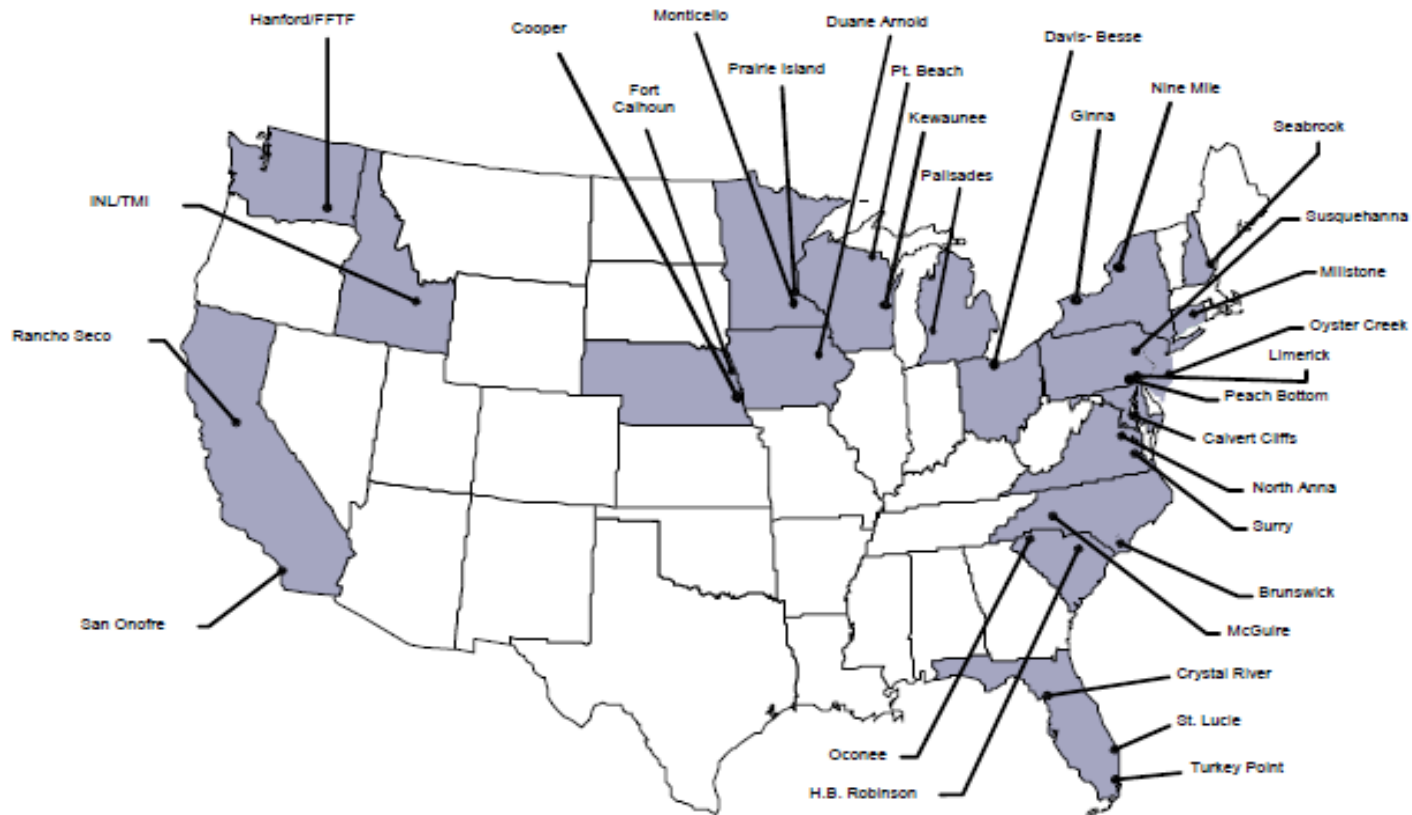 Hanford/FFTF
Monticello
Cooper
Duane Arnold
Davis- Besse
Prairie Island
Pt. Beach
Fort
Calhoun
Nine Mile
Kewaunee
Ginna
Seabrook
Palisades
INL/TMI
Susquehanna
Millstone
Rancho Seco
Oyster Creek
Limerick
Peach Bottom
Calvert Cliffs
North Anna
Surry
Brunswick
San Onofre
McGuire
Crystal River
St. Lucie
Oconee
Turkey Point
H.B. Robinson